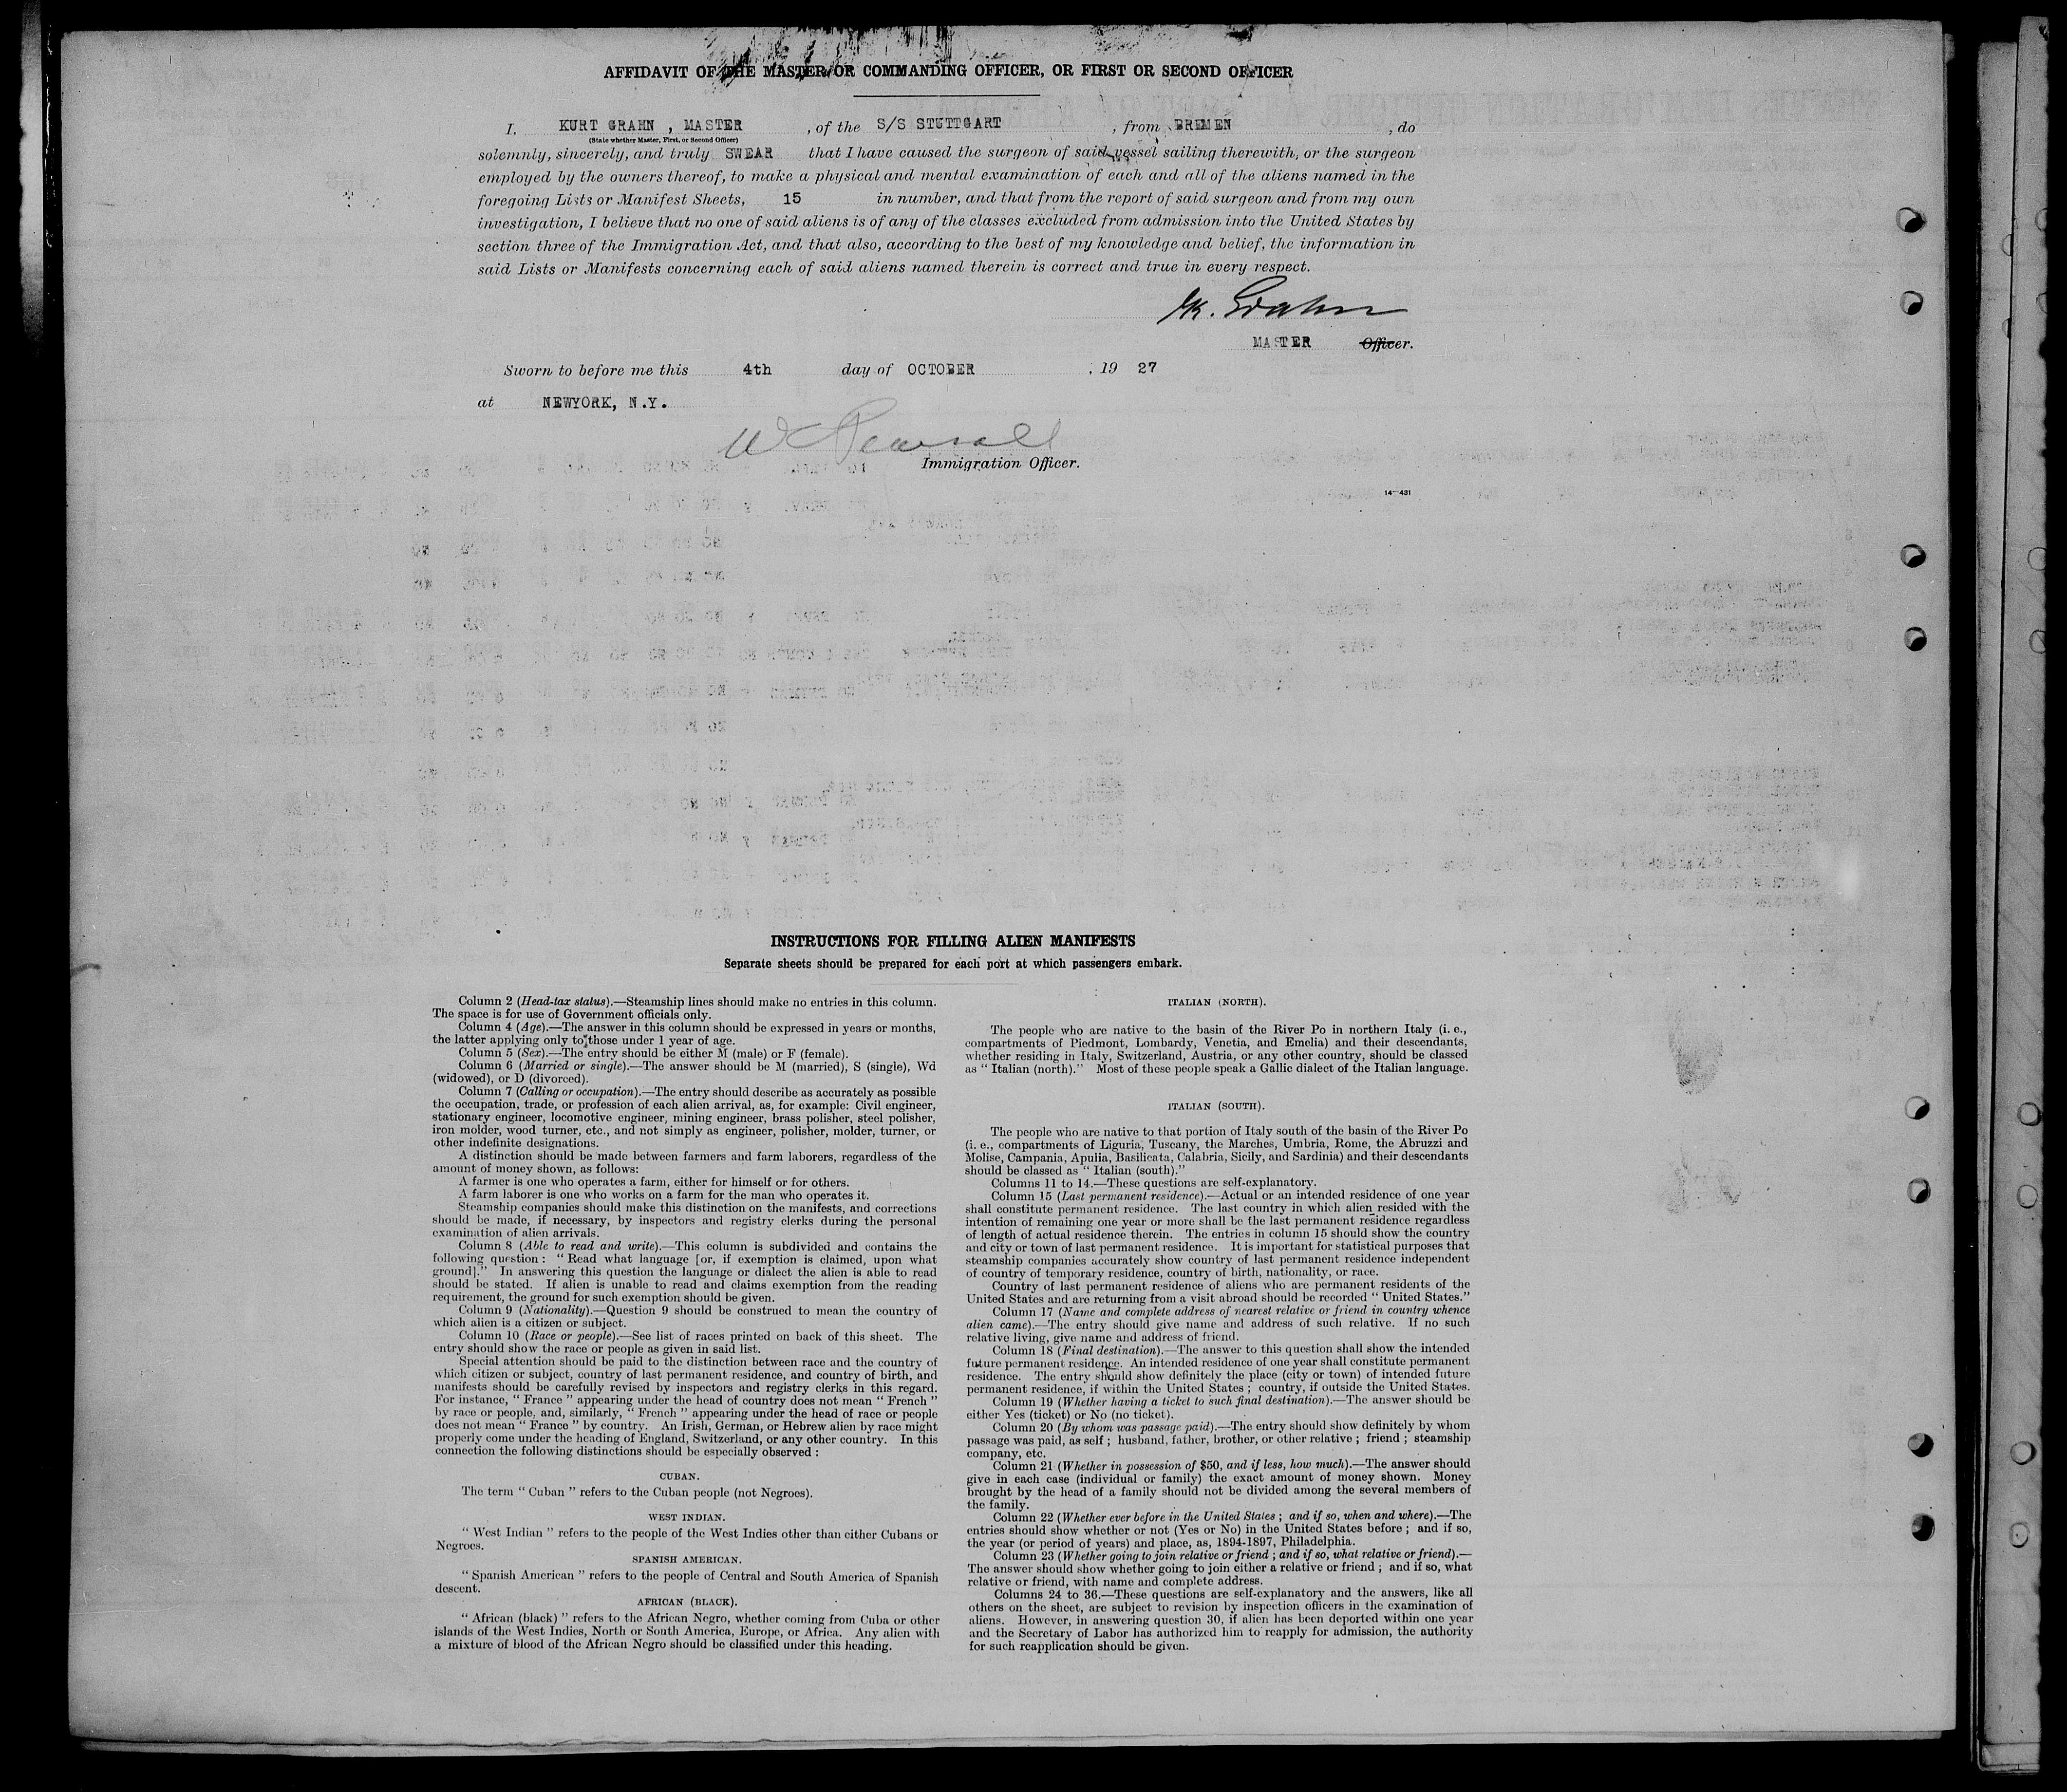 AFFIDAVIT OF THE MASTER OR COMMANDING OFFICER, OR FIRST OR SECOND OFFICER
I, KURT GRAHN , MASTER , of the S/S STUTTGART , from BREMEN , do
(State whether Master, First, or Second Officer)
solemnly, sincerely, and truly SWEAR that I have caused the surgeon of said vessel sailing therewith, or the surgeon
employed by the owners thereof, to make a physical and mental examination of each and all of the aliens named in the
foregoing Lists or Manifest Sheets, 15 in number, and that from the report of said surgeon and from my own
investigation, I believe that no one of said aliens is of any of the classes excluded from admission into the United States by
section three of the Immigration Act, and that also, according to the best of my knowledge and belief, the information in
said Lists or Manifests concerning each of said aliens named therein is correct and true in every respect.
K. Grahn
MASTER Officer.
Sworn to before me this 4th day of OCTOBER , 19 27
at NEWYORK, N.Y.
W Pearsall
Immigration Officer.
14—431
INSTRUCTIONS FOR FILLING ALIEN MANIFESTS
Separate sheets should be prepared for each port at which passengers embark.
Column 2 (Head-tax status).—Steamship lines should make no entries in this column.
The space is for use of Government officials only.
Column 4 (Age).—The answer in this column should be expressed in years or months,
the latter applying only to those under 1 year of age.
Column 5 (Sex).—The entry should be either M (male) or F (female).
Column 6 (Married or single).—The answer should be M (married), S (single), Wd
(widowed), or D (divorced).
Column 7 (Calling or occupation).—The entry should describe as accurately as possible
the occupation, trade, or profession of each alien arrival, as, for example: Civil engineer,
stationary engineer, locomotive engineer, mining engineer, brass polisher, steel polisher,
iron molder, wood turner, etc., and not simply as engineer, polisher, molder, turner, or
other indefinite designations.
A distinction should be made between farmers and farm laborers, regardless of the
amount of money shown, as follows:
A farmer is one who operates a farm, either for himself or for others.
A farm laborer is one who works on a farm for the man who operates it.
Steamship companies should make this distinction on the manifests, and corrections
should be made, if necessary, by inspectors and registry clerks during the personal
examination of alien arrivals.
Column 8 (Able to read and write).—This column is subdivided and contains the
following question : “ Read what language [or, if exemption is claimed, upon what
ground].” In answering this question the language or dialect the alien is able to read
should be stated. If alien is unable to read and claims exemption from the reading
requirement, the ground for such exemption should be given.
Column 9 (Nationality).—Question 9 should be construed to mean the country of
which alien is a citizen or subject.
Column 10 (Race or people).—See list of races printed on back of this sheet. The
entry should show the race or people as given in said list.
Special attention should be paid to the distinction between race and the country of
which citizen or subject, country of last permanent residence, and country of birth, and
manifests should be carefully revised by inspectors and registry clerks in this regard.
For instance, “ France ” appearing under the head of country does not mean “ French ”
by race or people, and, similarly, “ French ” appearing under the head of race or people
does not mean “ France ” by country. An Irish, German, or Hebrew alien by race might
properly come under the heading of England, Switzerland, or any other country. In this
connection the following distinctions should be especially observed :
CUBAN.
The term “ Cuban ” refers to the Cuban people (not Negroes).
WEST INDIAN.
“ West Indian ” refers to the people of the West Indies other than either Cubans or
Negroes.
SPANISH AMERICAN.
“ Spanish American ” refers to the people of Central and South America of Spanish
descent.
AFRICAN (BLACK).
“ African (black) ” refers to the African Negro, whether coming from Cuba or other
islands of the West Indies, North or South America, Europe, or Africa. Any alien with
a mixture of blood of the African Negro should be classified under this heading.
ITALIAN (NORTH).
The people who are native to the basin of the River Po in northern Italy (i. e.,
compartments of Piedmont, Lombardy, Venetia, and Emelia) and their descendants,
whether residing in Italy, Switzerland, Austria, or any other country, should be classed
as “ Italian (north).” Most of these people speak a Gallic dialect of the Italian language.
ITALIAN (SOUTH).
The people who are native to that portion of Italy south of the basin of the River Po
(i. e., compartments of Liguria, Tuscany, the Marches, Umbria, Rome, the Abruzzi and
Molise, Campania, Apulia, Basilicata, Calabria, Sicily, and Sardinia) and their descendants
should be classed as “ Italian (south).”
Columns 11 to 14.—These questions are self-explanatory.
Column 15 (Last permanent residence).—Actual or an intended residence of one year
shall constitute permanent residence. The last country in which alien resided with the
intention of remaining one year or more shall be the last permanent residence regardless
of length of actual residence therein. The entries in column 15 should show the country
and city or town of last permanent residence. It is important for statistical purposes that
steamship companies accurately show country of last permanent residence independent
of country of temporary residence, country of birth, nationality, or race.
Country of last permanent residence of aliens who are permanent residents of the
United States and are returning from a visit abroad should be recorded “ United States.”
Column 17 (Name and complete address of nearest relative or friend in country whence
alien came).—The entry should give name and address of such relative. If no such
relative living, give name and address of friend.
Column 18 (Final destination).—The answer to this question shall show the intended
future permanent residence. An intended residence of one year shall constitute permanent
residence. The entry should show definitely the place (city or town) of intended future
permanent residence, if within the United States ; country, if outside the United States.
Column 19 (Whether having a ticket to such final destination).—The answer should be
either Yes (ticket) or No (no ticket).
Column 20 (By whom was passage paid).—The entry should show definitely by whom
passage was paid, as self ; husband, father, brother, or other relative ; friend ; steamship
company, etc.
Column 21 (Whether in possession of $50, and if less, how much).—The answer should
give in each case (individual or family) the exact amount of money shown. Money
brought by the head of a family should not be divided among the several members of
the family.
Column 22 (Whether ever before in the United States ; and if so, when and where).—The
entries should show whether or not (Yes or No) in the United States before ; and if so,
the year (or period of years) and place, as, 1894-1897, Philadelphia.
Column 23 (Whether going to join relative or friend ; and if so, what relative or friend).—
The answer should show whether going to join either a relative or friend ; and if so, what
relative or friend, with name and complete address.
Columns 24 to 36.—These questions are self-explanatory and the answers, like all
others on the sheet, are subject to revision by inspection officers in the examination of
aliens. However, in answering question 30, if alien has been deported within one year
and the Secretary of Labor has authorized him to reapply for admission, the authority
for such reapplication should be given.